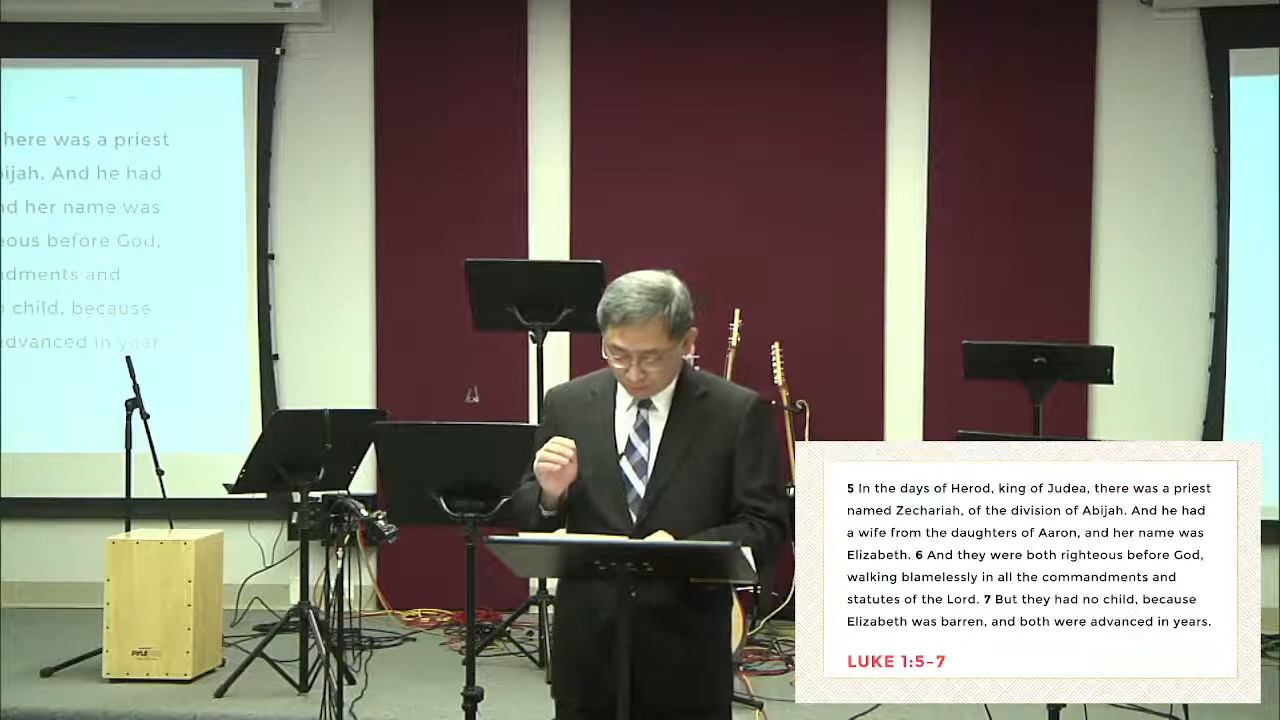 here was a priest
ijah. And he had
d her name was
eous before God,
ndments and
child, because
advanced in year
PYLE
5 In the days of Herod, king of Judea, there was a priest
named Zechariah, of the division of Abijah. And he had
a wife from the daughters of Aaron, and her name was
Elizabeth. 6 And they were both righteous before God,
walking blamelessly in all the commandments and
statutes of the Lord. 7 But they had no child, because
Elizabeth was barren, and both were advanced in years.
LUKE 1:5–7